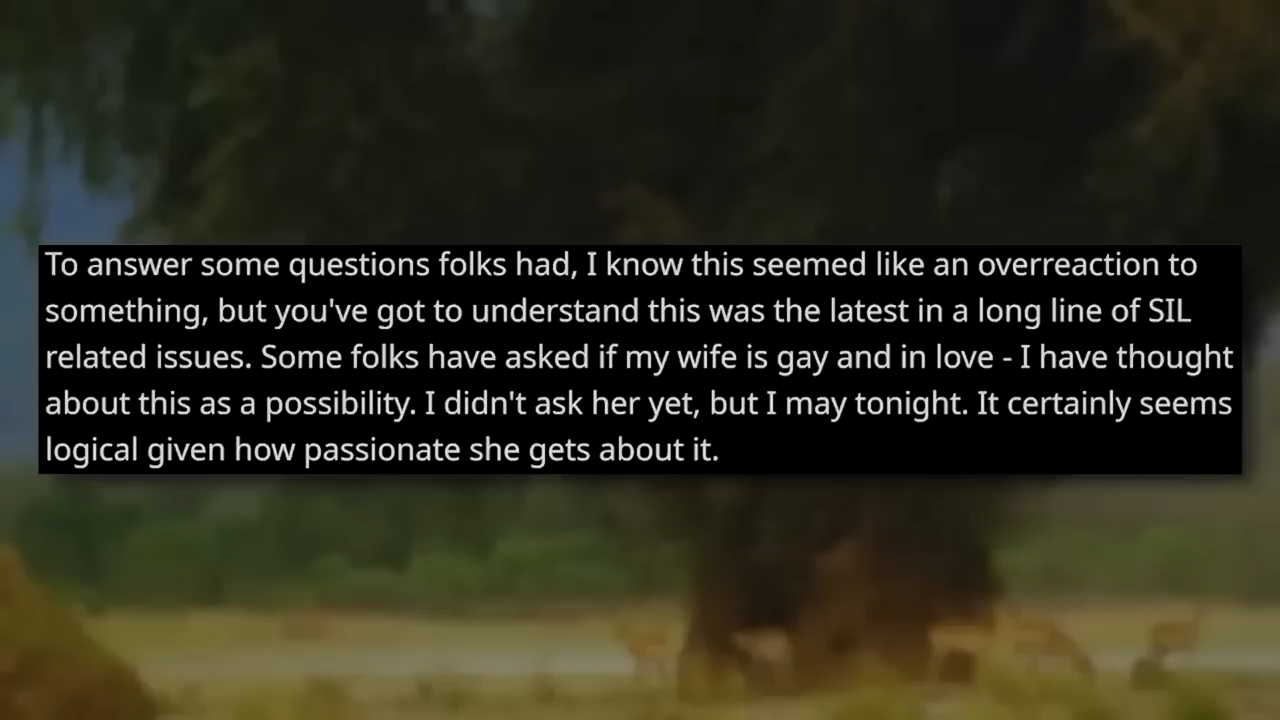 To answer some questions folks had, I know this seemed like an overreaction to
something, but you've got to understand this was the latest in a long line of SIL
related issues. Some folks have asked if my wife is gay and in love - I have thought
about this as a possibility. I didn't ask her yet, but I may tonight. It certainly seems
logical given how passionate she gets about it.